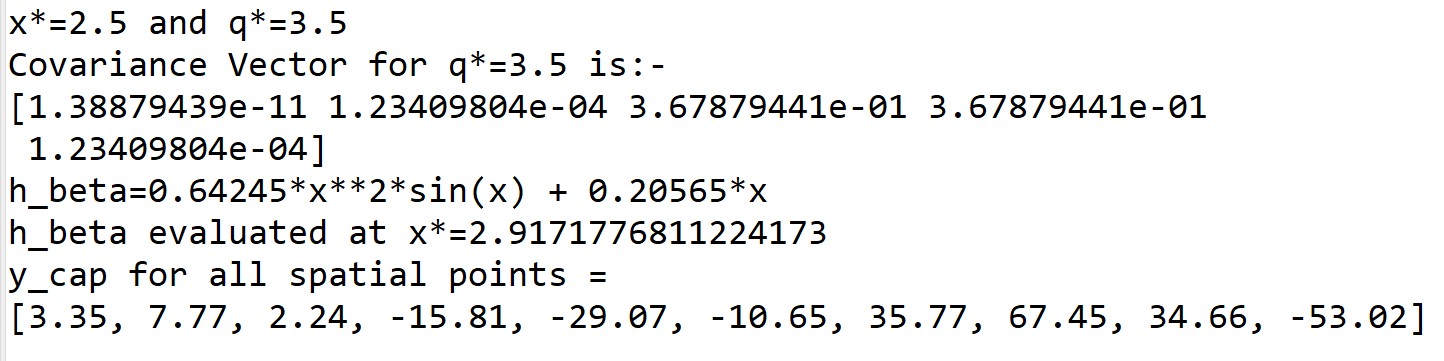 x*=2.5 and q*=3.5
Covariance Vector for q*=3.5 is:-
[1.38879439e-11 1.23409804e-04 3.67879441e-01 3.67879441e-01
1.23409804e-04]
h_beta=0.64245*x**2*sin(x) + 0.20565*x
h_beta evaluated at x*=2.9171776811224173
y_cap for all spatial points =
[3.35, 7.77, 2.24, -15.81, -29.07, -10.65, 35.77, 67.45, 34.66, -53.02]